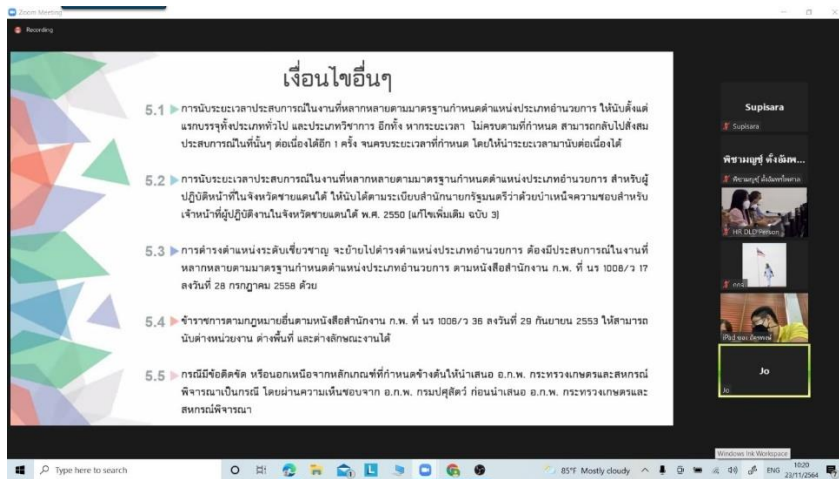 Zoom Meeting
Recording
เงื่อนไขอื่นๆ
5.1 การนับระยะเวลาประสบการณ์ในงานที่หลากหลายตามมาตรฐานกำหนดตำแหน่งประเภทอำนวยการ ให้นับตั้งแต่
แรกบรรจุทั้งประเภททั่วไป และประเภทวิชาการ อีกทั้ง หากระยะเวลา ไม่ครบตามที่กำหนด สามารถกลับไปสั่งสม
ประสบการณ์ในที่นั้นๆ ต่อเนื่องได้อีก 1 ครั้ง จนครบระยะเวลาที่กำหนด โดยให้นำระยะเวลามานับต่อเนื่องได้
5.2 การนับระยะเวลาประสบการณ์ในงานที่หลากหลายตามมาตรฐานกำหนดตำแหน่งประเภทอำนวยการ สำหรับผู้
ปฏิบัติหน้าที่ในจังหวัดชายแดนใต้ ให้นับได้ตามระเบียบสำนักนายกรัฐมนตรีว่าด้วยบำเหน็จความชอบสำหรับ
เจ้าหน้าที่ผู้ปฏิบัติงานในจังหวัดชายแดนใต้ พ.ศ. 2550 (แก้ไขเพิ่มเติม ฉบับ 3)
5.3 การดำรงตำแหน่งระดับเชี่ยวชาญ จะย้ายไปดำรงตำแหน่งประเภทอำนวยการ ต้องมีประสบการณ์ในงานที่
หลากหลายตามมาตรฐานกำหนดตำแหน่งประเภทอำนวยการ ตามหนังสือสำนักงาน ก.พ. ที่ นร 1008/ว 17
ลงวันที่ 28 กรกฎาคม 2558 ด้วย
5.4 ข้าราชการตามกฎหมายอื่นตามหนังสือสำนักงาน ก.พ. ที่ นร 1006/ว 36 ลงวันที่ 29 กันยายน 2553 ให้สามารถ
นับต่างหน่วยงาน ต่างพื้นที่ และต่างลักษณะงานได้
5.5 กรณีมีข้อติดขัด หรือนอกเหนือจากหลักเกณฑ์ที่กำหนดข้างต้นให้นำเสนอ อ.ก.พ. กระทรวงเกษตรและสหกรณ์
พิจารณาเป็นกรณี โดยผ่านความเห็นชอบจาก อ.ก.พ. กรมปศุสัตว์ ก่อนนำเสนอ อ.ก.พ. กระทรวงเกษตรและ
สหกรณ์พิจารณา
Supisara
Supisara
พิชามญชุ์ ตั้งอัมพ...
HR DLD Person
Jo
Jo
Windows Ink Workspace
Type here to search
85°F Mostly cloudy
ENG
10:20
23/11/2564